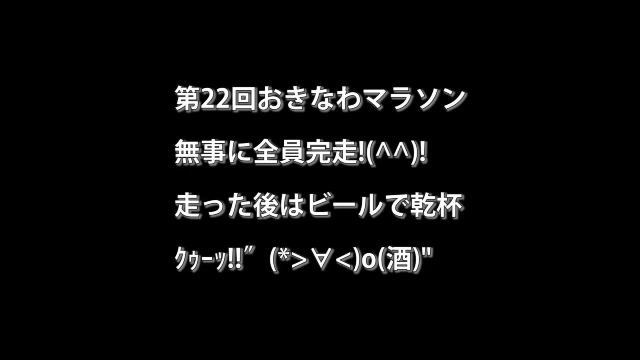 第22回おきなわマラソン
無事に全員完走!(^^)!
走った後はビールで乾杯
ｸｩｰｯ!!″(*>∀<)o(酒)"